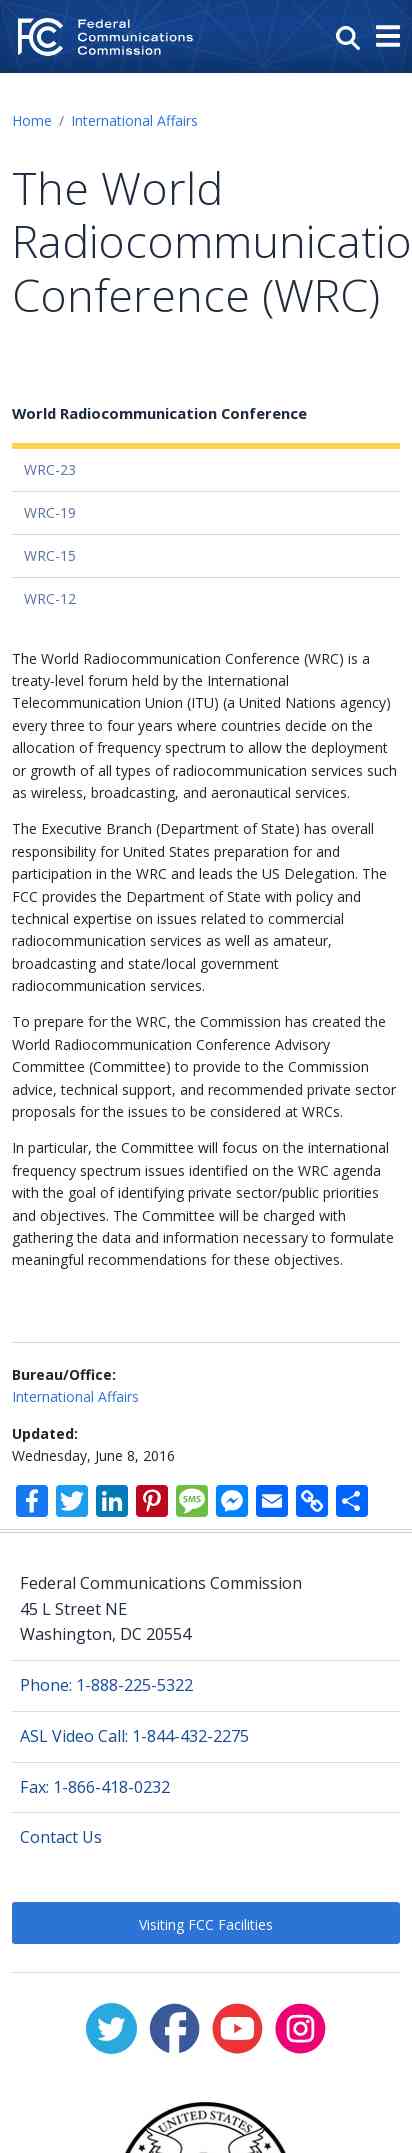 FC
Federal
Communications
Commission
Home / International Affairs
The World
Radiocommunicatio
Conference (WRC)
World Radiocommunication Conference
WRC-23
WRC-19
WRC-15
WRC-12
The World Radiocommunication Conference (WRC) is a
treaty-level forum held by the International
Telecommunication Union (ITU) (a United Nations agency)
every three to four years where countries decide on the
allocation of frequency spectrum to allow the deployment
or growth of all types of radiocommunication services such
as wireless, broadcasting, and aeronautical services.
The Executive Branch (Department of State) has overall
responsibility for United States preparation for and
participation in the WRC and leads the US Delegation. The
FCC provides the Department of State with policy and
technical expertise on issues related to commercial
radiocommunication services as well as amateur,
broadcasting and state/local government
radiocommunication services.
To prepare for the WRC, the Commission has created the
World Radiocommunication Conference Advisory
Committee (Committee) to provide to the Commission
advice, technical support, and recommended private sector
proposals for the issues to be considered at WRCs.
In particular, the Committee will focus on the international
frequency spectrum issues identified on the WRC agenda
with the goal of identifying private sector/public priorities
and objectives. The Committee will be charged with
gathering the data and information necessary to formulate
meaningful recommendations for these objectives.
Bureau/Office:
International Affairs
Updated:
Wednesday, June 8, 2016
SMS
Federal Communications Commission
45 L Street NE
Washington, DC 20554
Phone: 1-888-225-5322
ASL Video Call: 1-844-432-2275
Fax: 1-866-418-0232
Contact Us
Visiting FCC Facilities
UNITED STATES